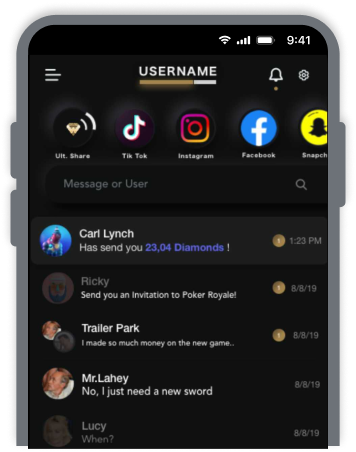 9:41
USERNAME
Ult. Share
Tik Tok
Instagram
Facebook
Snapch
Message or User
Carl Lynch
Has send you 23,04 Diamonds !
1
1:23 PM
Ricky
Send you an Invitation to Poker Royale!
1
8/8/19
Trailer Park
I made so much money on the new game..
1
8/8/19
Mr.Lahey
No, I just need a new sword
8/8/19
Lucy
When?
8/8/19